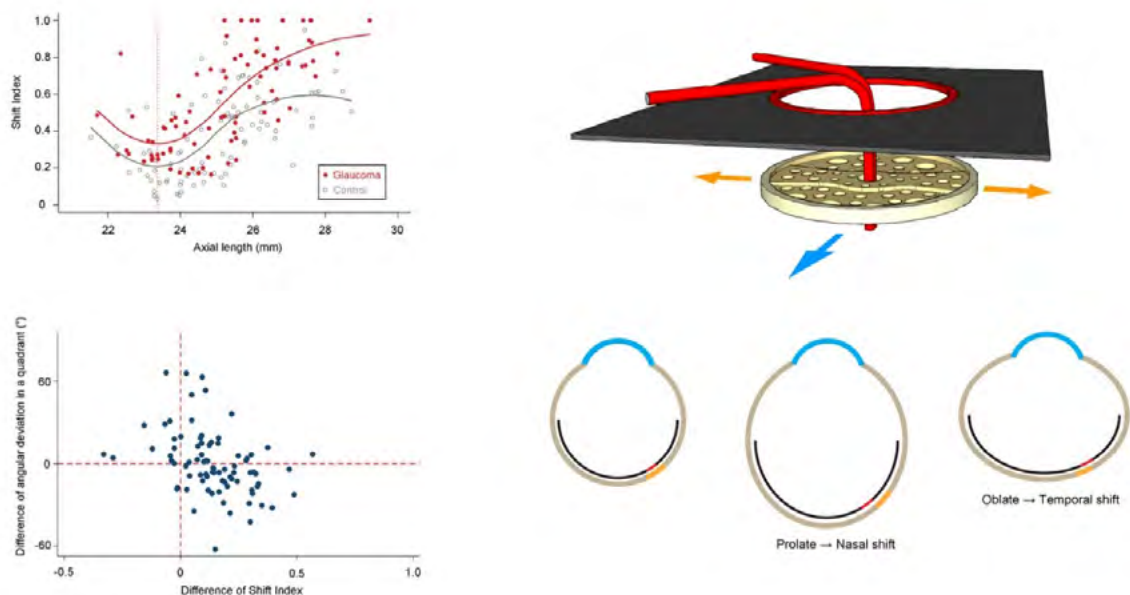 Shift Index
1.0
0.8
0.6
0.4
0.2
0
Glaucoma
Control
22 24 26 28 30
Axial length (mm)
Difference of angular deviation in a quadrant (°)
60
0
-60
-0.5 0 0.5 1.0
Difference of Shift Index
Prolate → Nasal shift
Oblate → Temporal shift